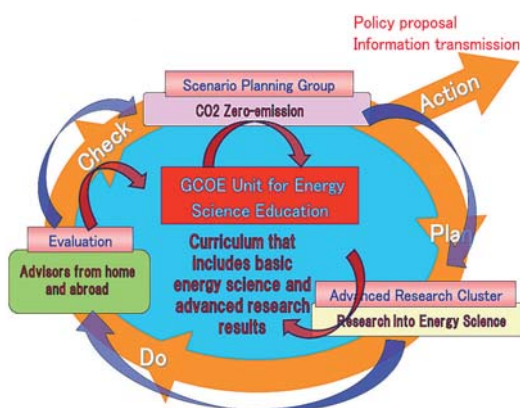 Policy proposal
Information transmission
Action
Scenario Planning Group
CO2 Zero-emission
Check
GCOE Unit for Energy
Science Education
Plan
Evaluation
Advisors from home
and abroad
Curriculum that
includes basic
energy science and
advanced research
results
Advanced Research Cluster
Research into Energy Science
Do